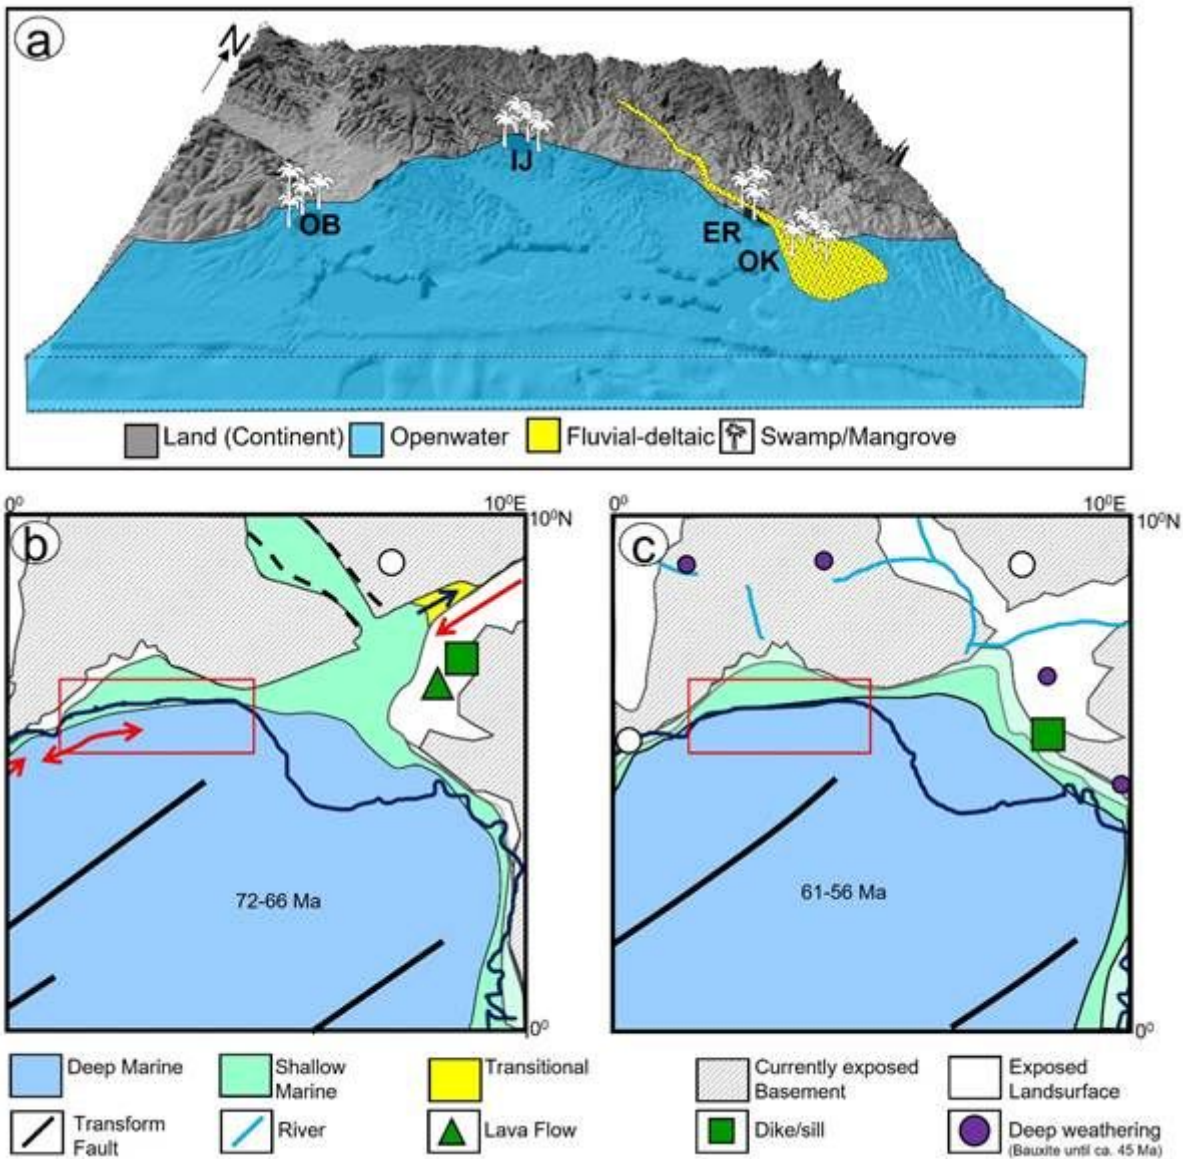 a
N
IJ
OB
ER
OK
Land (Continent) Openwater Fluvial-deltaic Swamp/Mangrove
0⁰ 10⁰E 0⁰ 10⁰E
b 10⁰N c 10⁰N
72-66 Ma 61-56 Ma
0⁰ 0⁰
Deep Marine Shallow Marine Transitional Currently exposed Basement Exposed Landsurface
Transform Fault River Lava Flow Dike/sill Deep weathering
(Bauxite until ca. 45 Ma)